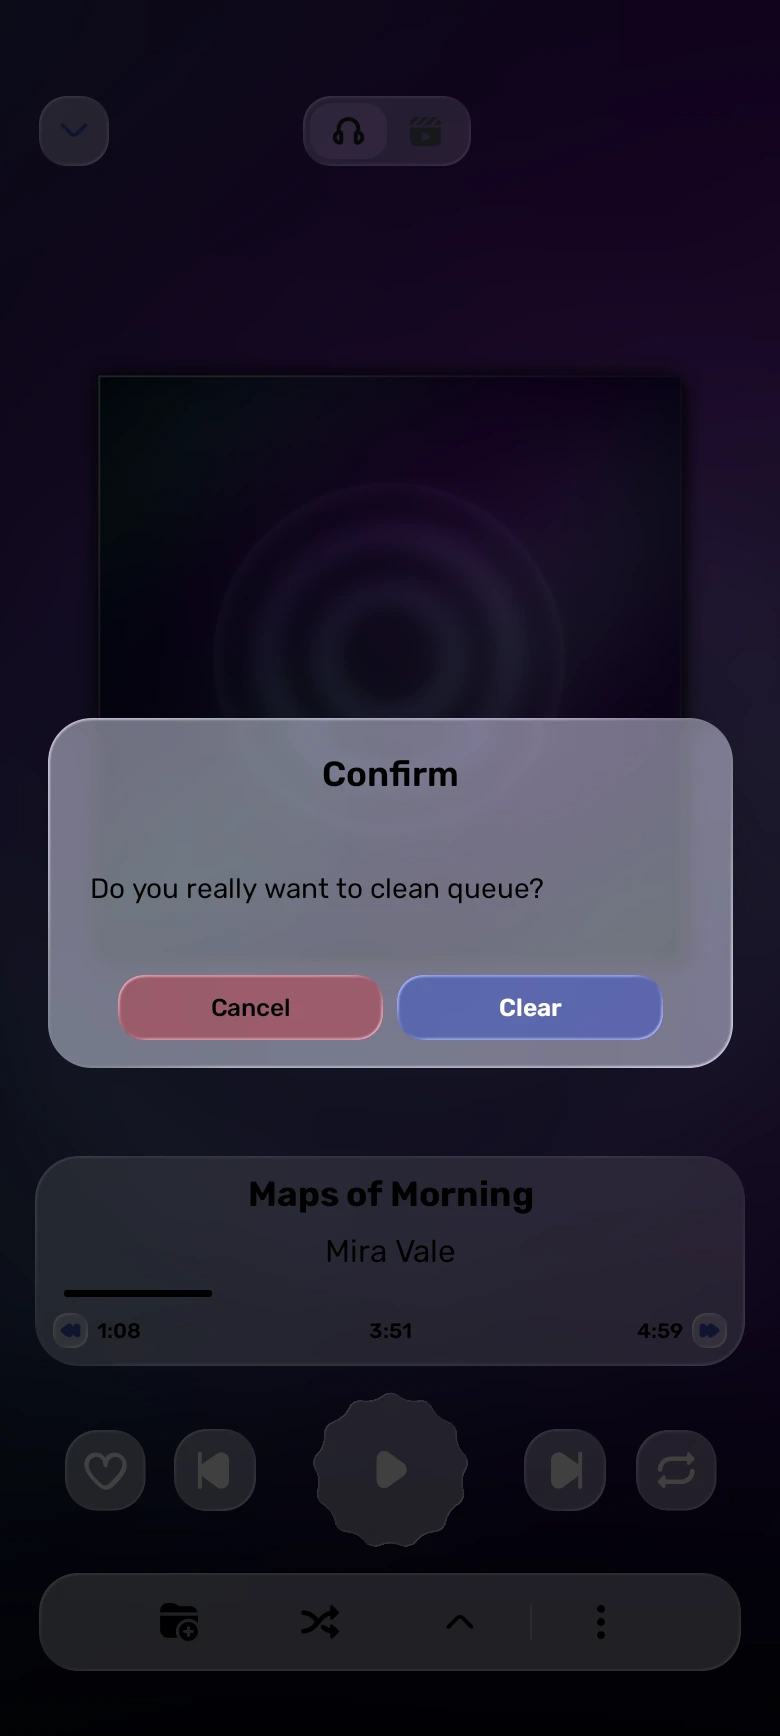 Confirm
Do you really want to clean queue?
Cancel
Clear
Maps of Morning
Mira Vale
1:08
3:51
4:59